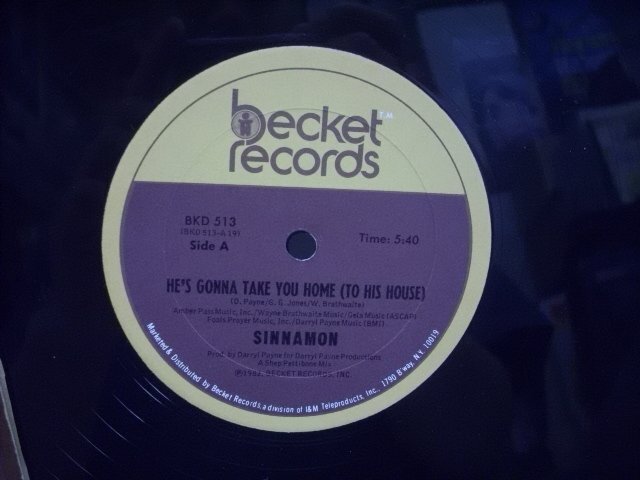 becket T.M.
records
BKD 513
(BKD 513-A 19)
Side A
Time: 5:40
HE'S GONNA TAKE YOU HOME (TO HIS HOUSE)
(D. Payne/G. G. Jones/W. Brathwaite)
Amber Pass Music, Inc./Wayne Brathwaite Music/Geta Music (ASCAP)
Fools Prayer Music, Inc./Darryl Payne Music (BMI)
SINNAMON
Prod. by Darryl Payne for Darryl Payne Productions
A Shep Pettibone Mix
℗1982, BECKET RECORDS, INC.
Marketed & Distributed by Becket Records, a division of I&M Teleproducts, Inc., 1790 B'way, N.Y. 10019